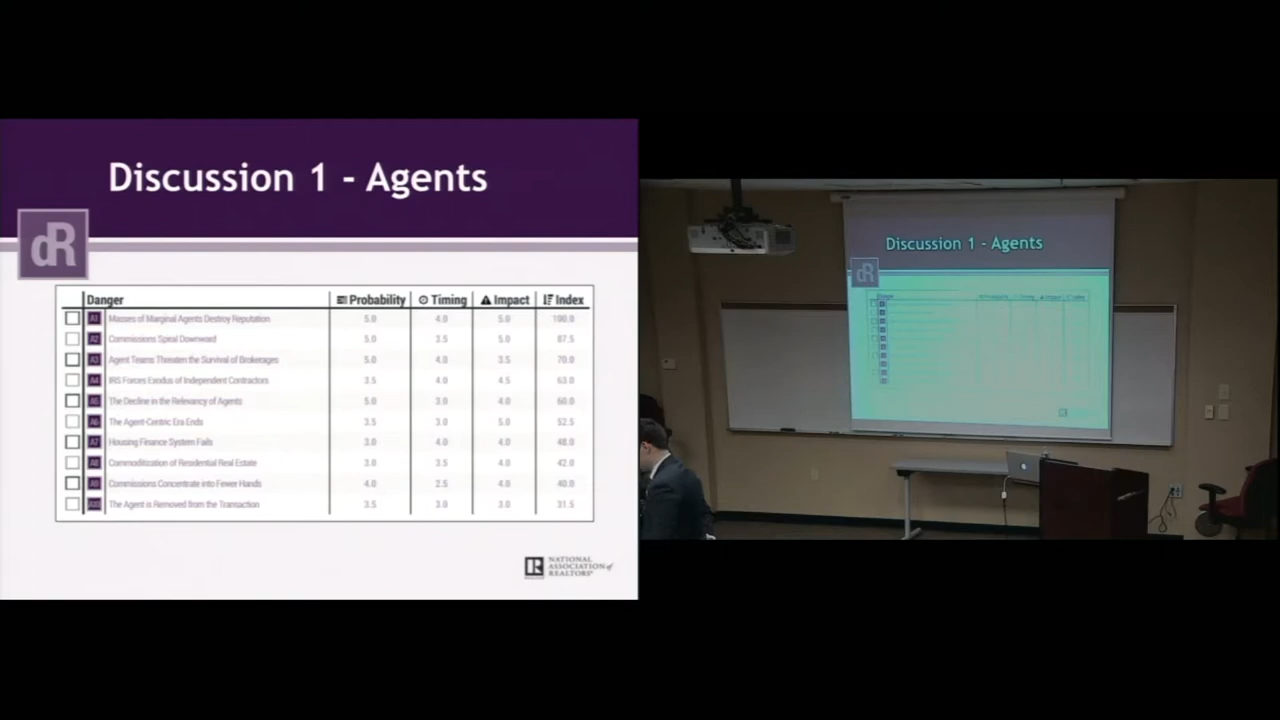 Discussion 1 - Agents
dR
Danger Probability Timing Impact Index
A1 Masses of Marginal Agents Destroy Reputation 5.0 4.0 5.0 100.0
A2 Commissions Spiral Downward 5.0 3.5 5.0 87.5
A3 Agent Teams Threaten the Survival of Brokerages 5.0 4.0 3.5 70.0
A4 IRS Forces Exodus of Independent Contractors 3.5 4.0 4.5 63.0
A5 The Decline in the Relevancy of Agents 5.0 3.0 4.0 60.0
A6 The Agent-Centric Era Ends 3.5 3.0 5.0 52.5
A7 Housing Finance System Fails 3.0 4.0 4.0 48.0
A8 Commoditization of Residential Real Estate 3.0 3.5 4.0 42.0
A9 Commissions Concentrate into Fewer Hands 4.0 2.5 4.0 40.0
A10 The Agent is Removed from the Transaction 3.5 3.0 3.0 31.5
NATIONAL
ASSOCIATION of
REALTORS®
Discussion 1 - Agents
dR